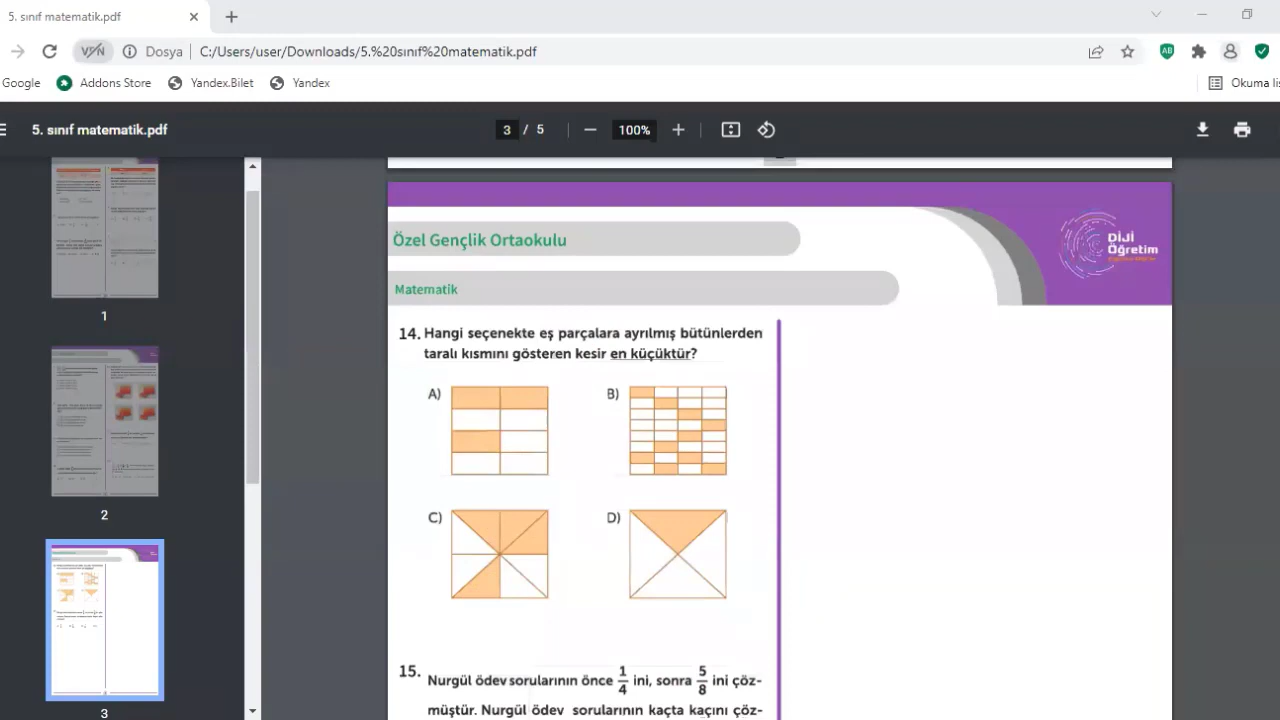 5. sınıf matematik.pdf
VPN
Dosya
C:/Users/user/Downloads/5.%20sınıf%20matematik.pdf
Google
Addons Store
Yandex.Bilet
Yandex
Okuma lis
5. sınıf matematik.pdf
3 / 5
100%
1
2
3
Özel Gençlik Ortaokulu
DİJİ
Öğretim
Matematik
14. Hangi seçenekte eş parçalara ayrılmış bütünlerden
taralı kısmını gösteren kesir en küçüktür?
A)
B)
C)
D)
15. Nurgül ödev sorularının önce 1/4 ini, sonra 5/8 ini çöz-
müştür. Nurgül ödev sorularının kaçta kaçını çöz-